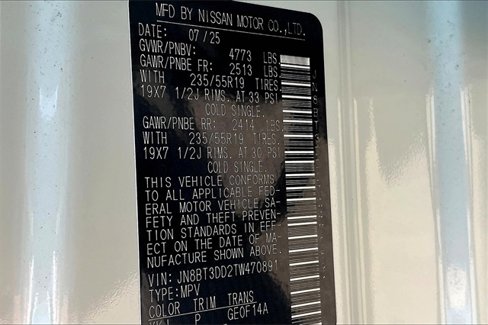 MFD BY NISSAN MOTOR CO.,LTD.
DATE: 07/25
GVWR/PNBV: 4773 LBS.
GAWR/PNBE FR: 2513 LBS.
WITH 235/55R19 TIRES.
19X7 1/2J RIMS. AT 33 PSI
COLD SINGLE.
GAWR/PNBE RR: 2414 LBS.
WITH 235/55R19 TIRES.
19X7 1/2J RIMS. AT 30 PSI
COLD SINGLE.
THIS VEHICLE CONFORMS
TO ALL APPLICABLE FED-
ERAL MOTOR VEHICLE SA-
FETY AND THEFT PREVEN-
TION STANDARDS IN EFF-
ECT ON THE DATE OF MA-
NUFACTURE SHOWN ABOVE.
VIN: JN8BT3DD2TW470891
TYPE:MPV
COLOR TRIM TRANS
P GE0F14A